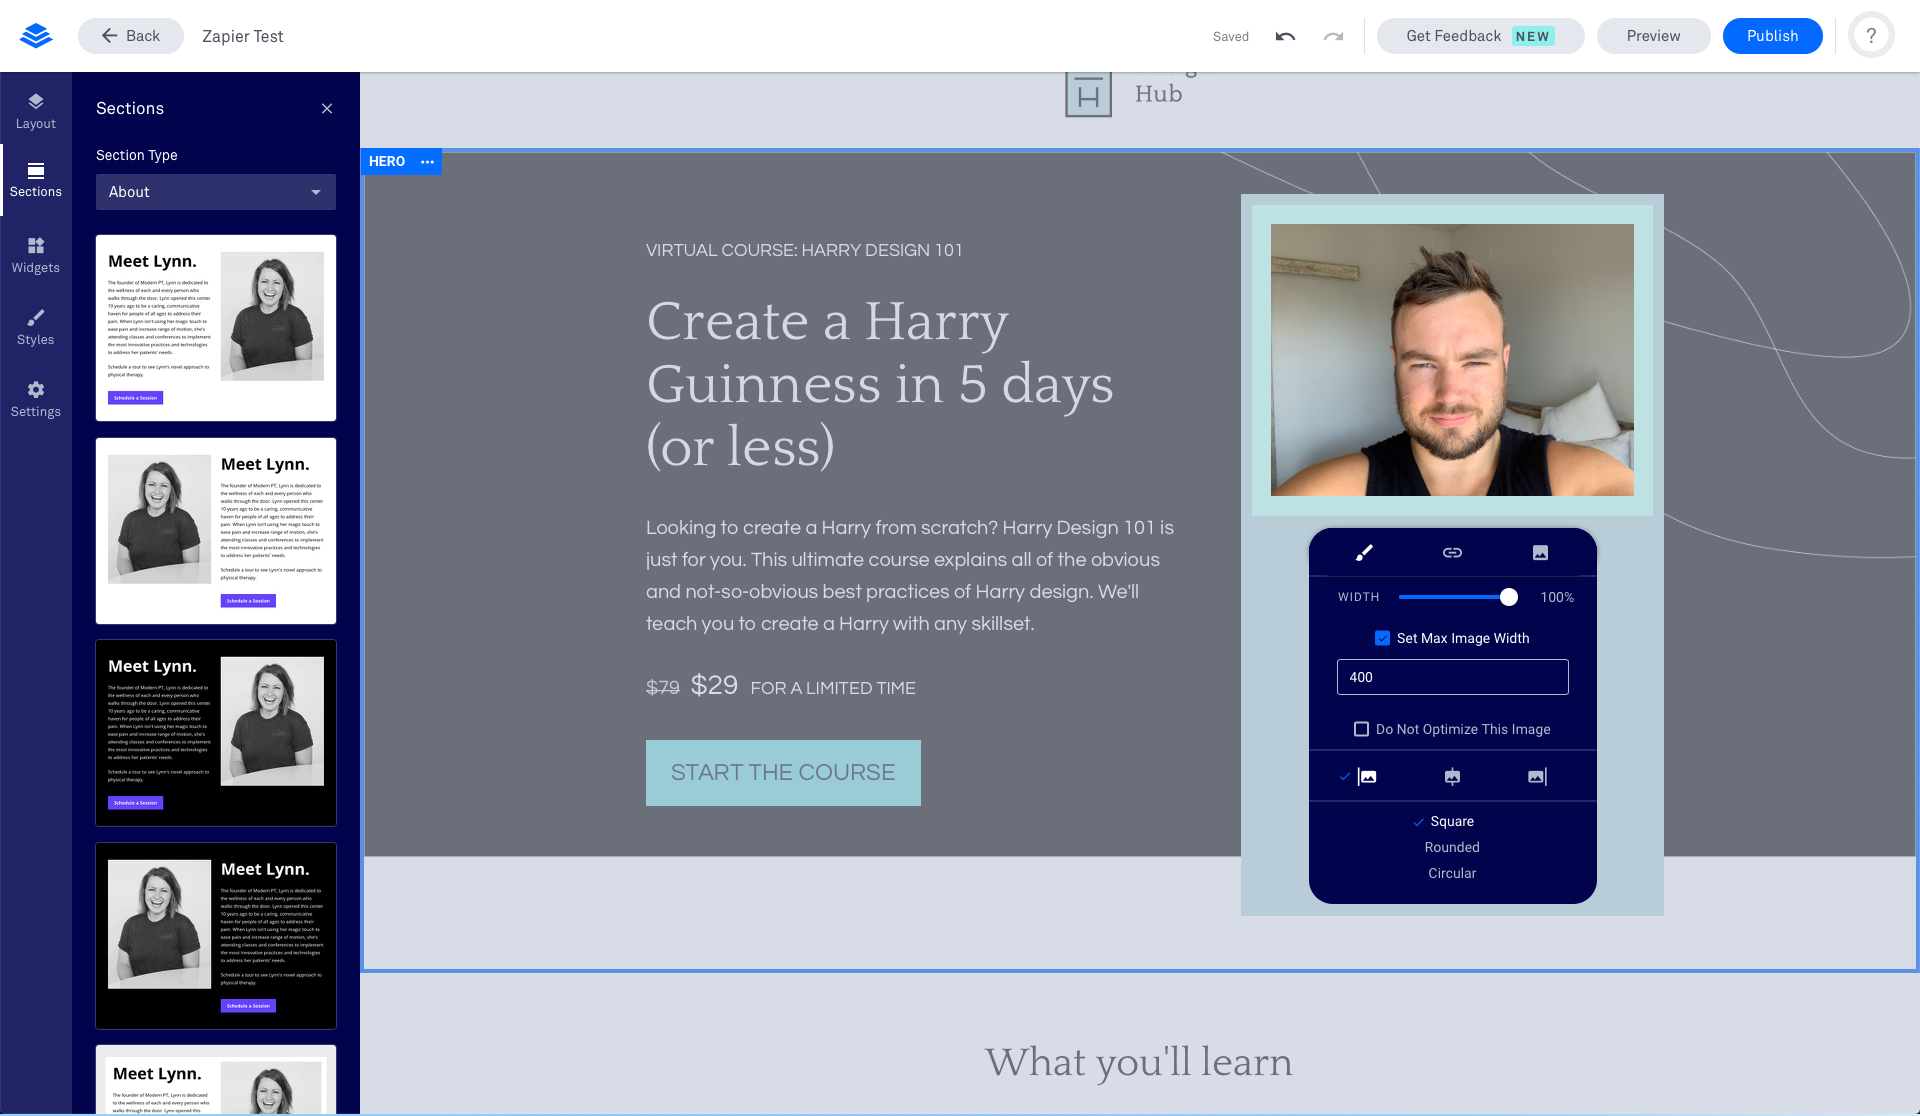 Back
Zapier Test
Saved
Get Feedback NEW
Preview
Publish
?
Layout
Sections
Widgets
Styles
Settings
Sections
Section Type
About
Meet Lynn.
The founder of Modern PT, Lynn is dedicated to
the wellness of each and every person who
walks through the door. Lynn opened this center
10 years ago to be a caring, communicative
haven for people of all ages to address their
pain. When Lynn isn't using her magic touch to
ease pain and increase range of motion, she's
attending classes and conferences to implement
the most innovative practices and technologies
to address her patients' needs.
Schedule a tour to see Lynn's novel approach to
physical therapy.
Schedule a Session
Meet Lynn.
The founder of Modern PT, Lynn is dedicated to
the wellness of each and every person who
walks through the door. Lynn opened this center
10 years ago to be a caring, communicative
haven for people of all ages to address their
pain. When Lynn isn't using her magic touch to
ease pain and increase range of motion, she's
attending classes and conferences to implement
the most innovative practices and technologies
to address her patients' needs.
Schedule a tour to see Lynn's novel approach to
physical therapy.
Schedule a Session
Meet Lynn.
The founder of Modern PT, Lynn is dedicated to
the wellness of each and every person who
walks through the door. Lynn opened this center
10 years ago to be a caring, communicative
haven for people of all ages to address their
pain. When Lynn isn't using her magic touch to
ease pain and increase range of motion, she's
attending classes and conferences to implement
the most innovative practices and technologies
to address her patients' needs.
Schedule a tour to see Lynn's novel approach to
physical therapy.
Schedule a Session
Meet Lynn.
The founder of Modern PT, Lynn is dedicated to
the wellness of each and every person who
walks through the door. Lynn opened this center
10 years ago to be a caring, communicative
haven for people of all ages to address their
pain. When Lynn isn't using her magic touch to
ease pain and increase range of motion, she's
attending classes and conferences to implement
the most innovative practices and technologies
to address her patients' needs.
Schedule a tour to see Lynn's novel approach to
physical therapy.
Schedule a Session
Meet Lynn.
The founder of Modern PT, Lynn is dedicated
to the wellness of each and every person who
walks through the door. Lynn opened this
H
Hub
HERO
VIRTUAL COURSE: HARRY DESIGN 101
Create a Harry
Guinness in 5 days
(or less)
Looking to create a Harry from scratch? Harry Design 101 is
just for you. This ultimate course explains all of the obvious
and not-so-obvious best practices of Harry design. We'll
teach you to create a Harry with any skillset.
$79 $29 FOR A LIMITED TIME
START THE COURSE
WIDTH 100%
Set Max Image Width
400
Do Not Optimize This Image
Square
Rounded
Circular
What you'll learn